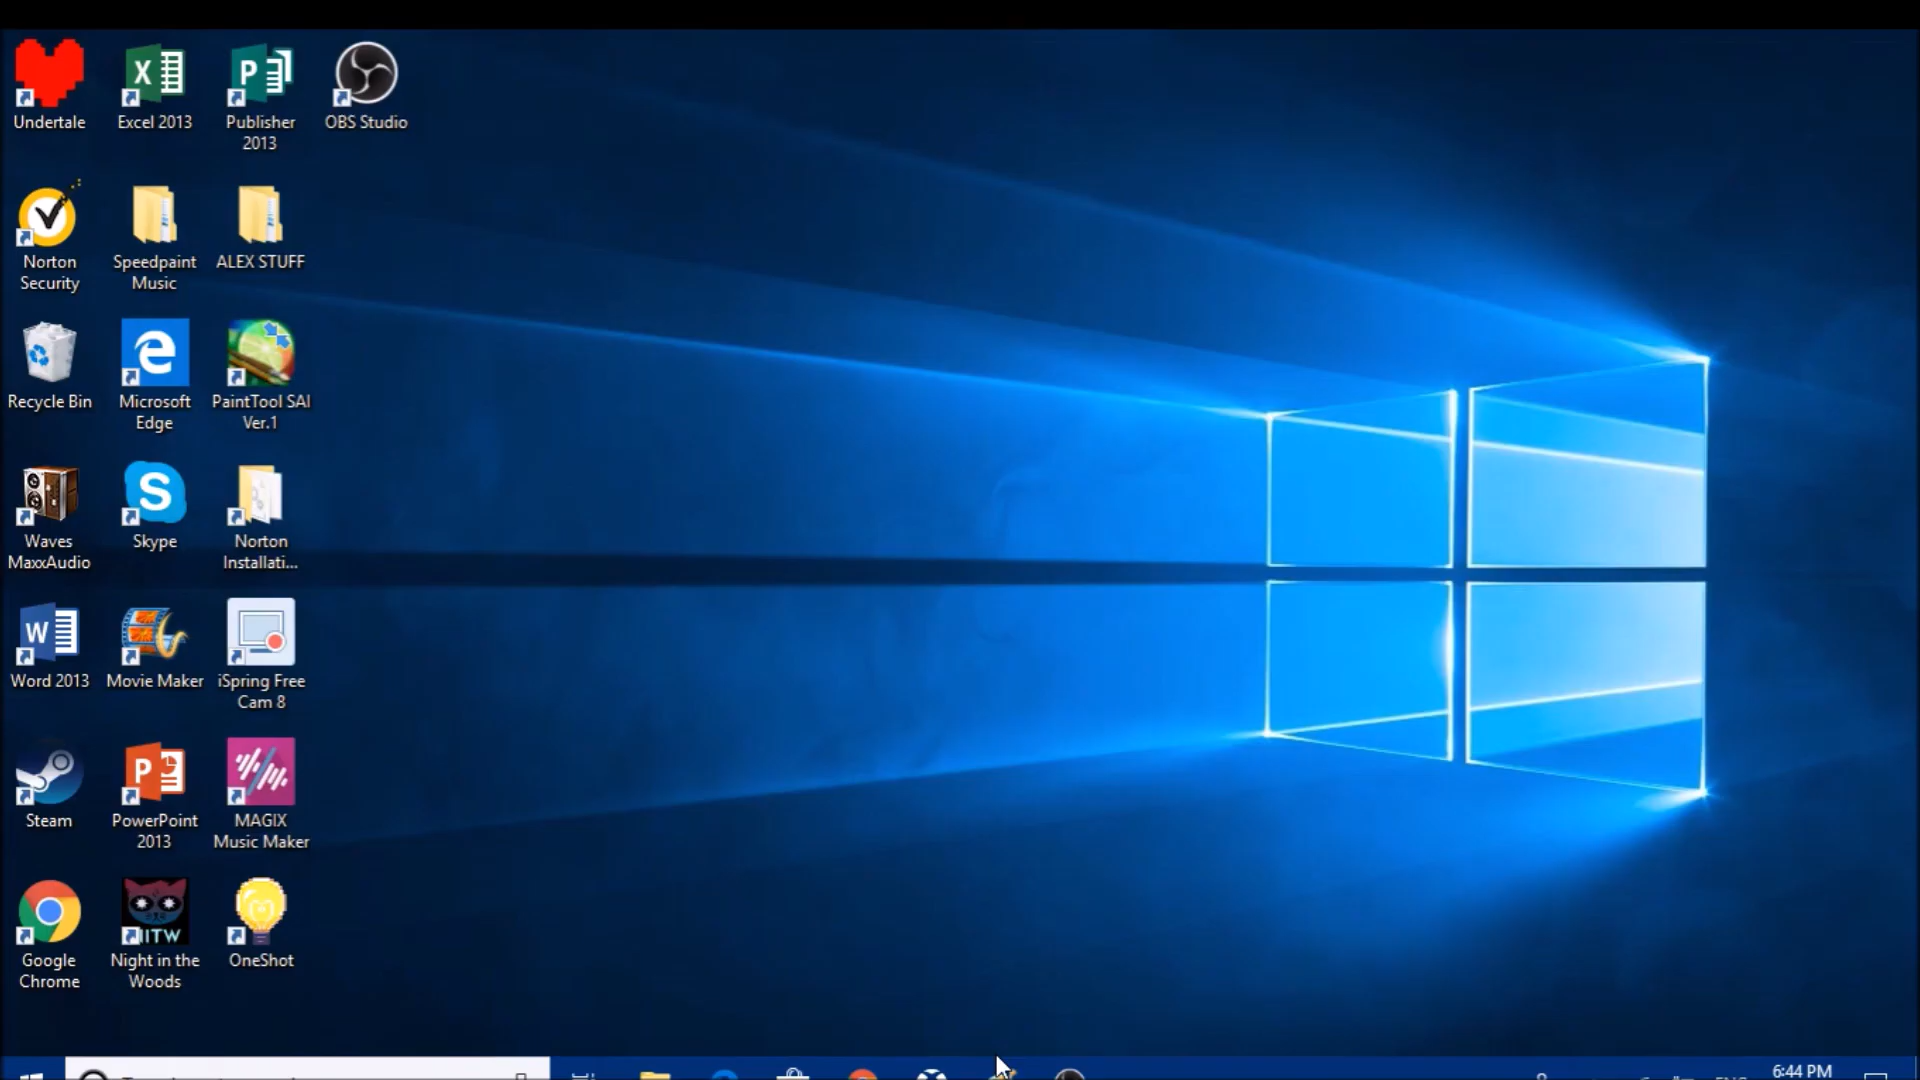 Undertale
Excel 2013
Publisher
2013
OBS Studio
Norton
Security
Speedpaint
Music
ALEX STUFF
Recycle Bin
Microsoft
Edge
PaintTool SAI
Ver.1
Waves
MaxxAudio
Skype
Norton
Installati...
Word 2013
Movie Maker
iSpring Free
Cam 8
Steam
PowerPoint
2013
MAGIX
Music Maker
Google
Chrome
NITW
Night in the
Woods
OneShot
6:44 PM